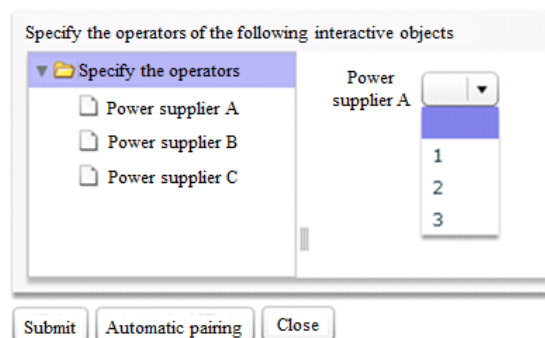 Specify the operators of the following interactive objects
Specify the operators
Power supplier A
Power supplier B
Power supplier C
Power
supplier A
1
2
3
Submit
Automatic pairing
Close